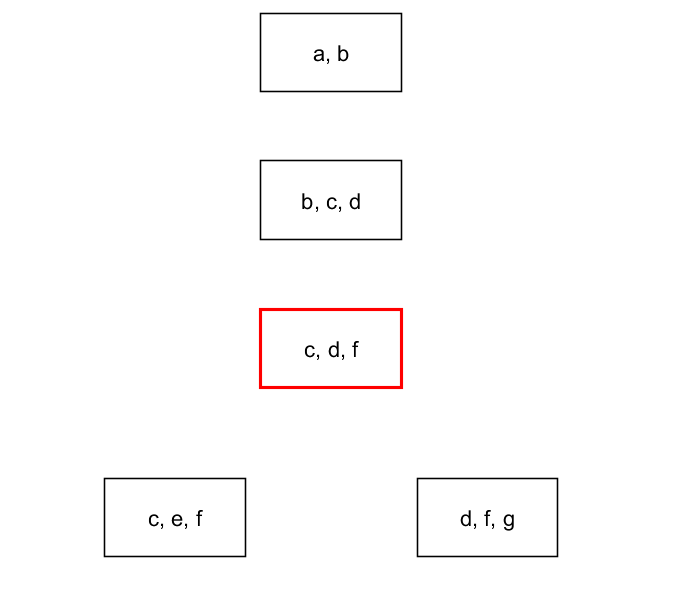 a, b
b, c, d
c, d, f
c, e, f
d, f, g